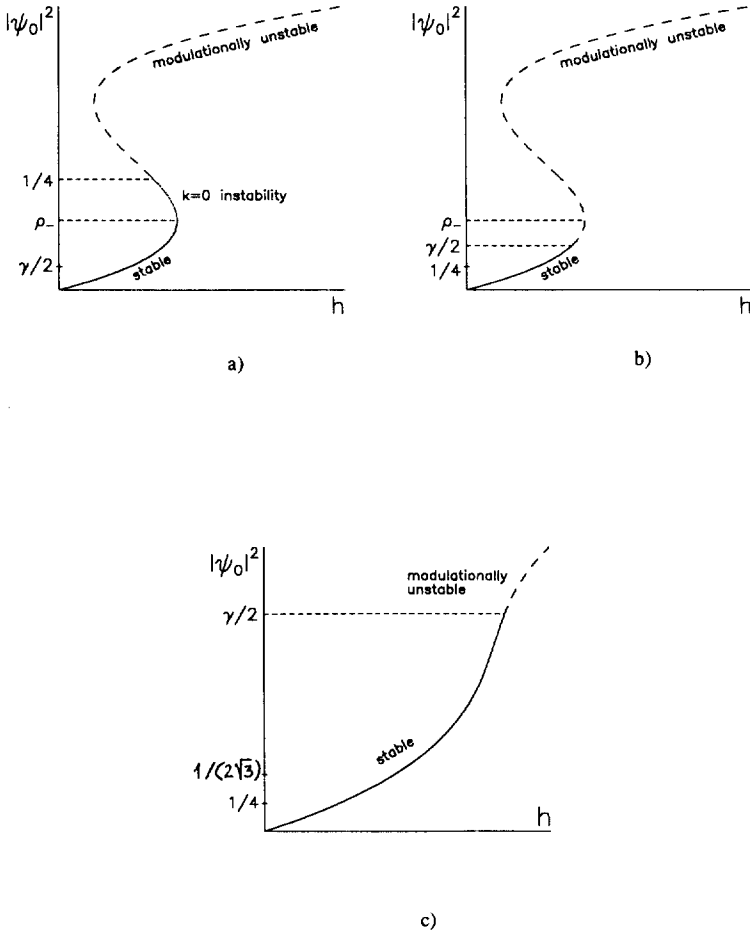 |ψ₀|²
modulationally unstable
1/4
k=0 instability
ρ₋
γ/2
stable
h
a)
|ψ₀|²
modulationally unstable
ρ₋
γ/2
1/4
stable
h
b)
|ψ₀|²
modulationally
unstable
γ/2
stable
1/(2√3)
1/4
h
c)